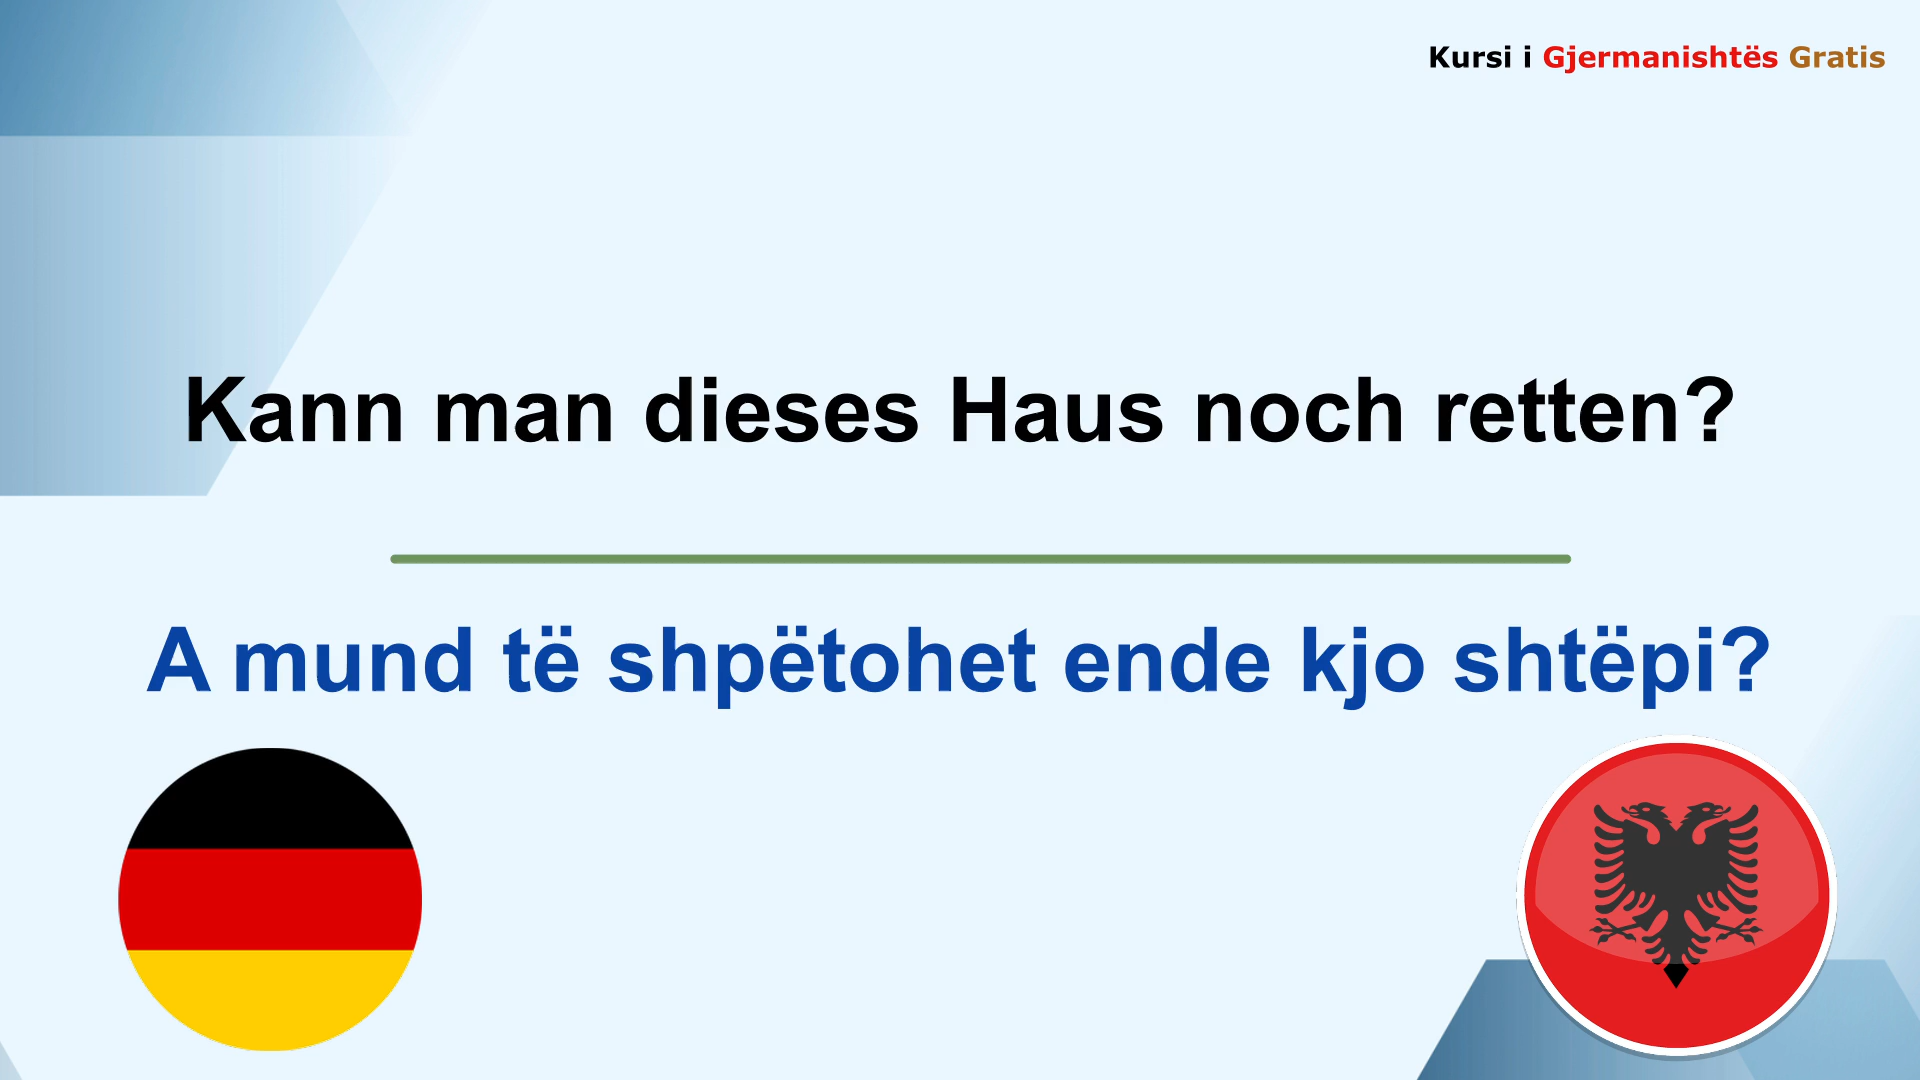 Kursi i Gjermanishtës Gratis
Kann man dieses Haus noch retten?
A mund të shpëtohet ende kjo shtëpi?